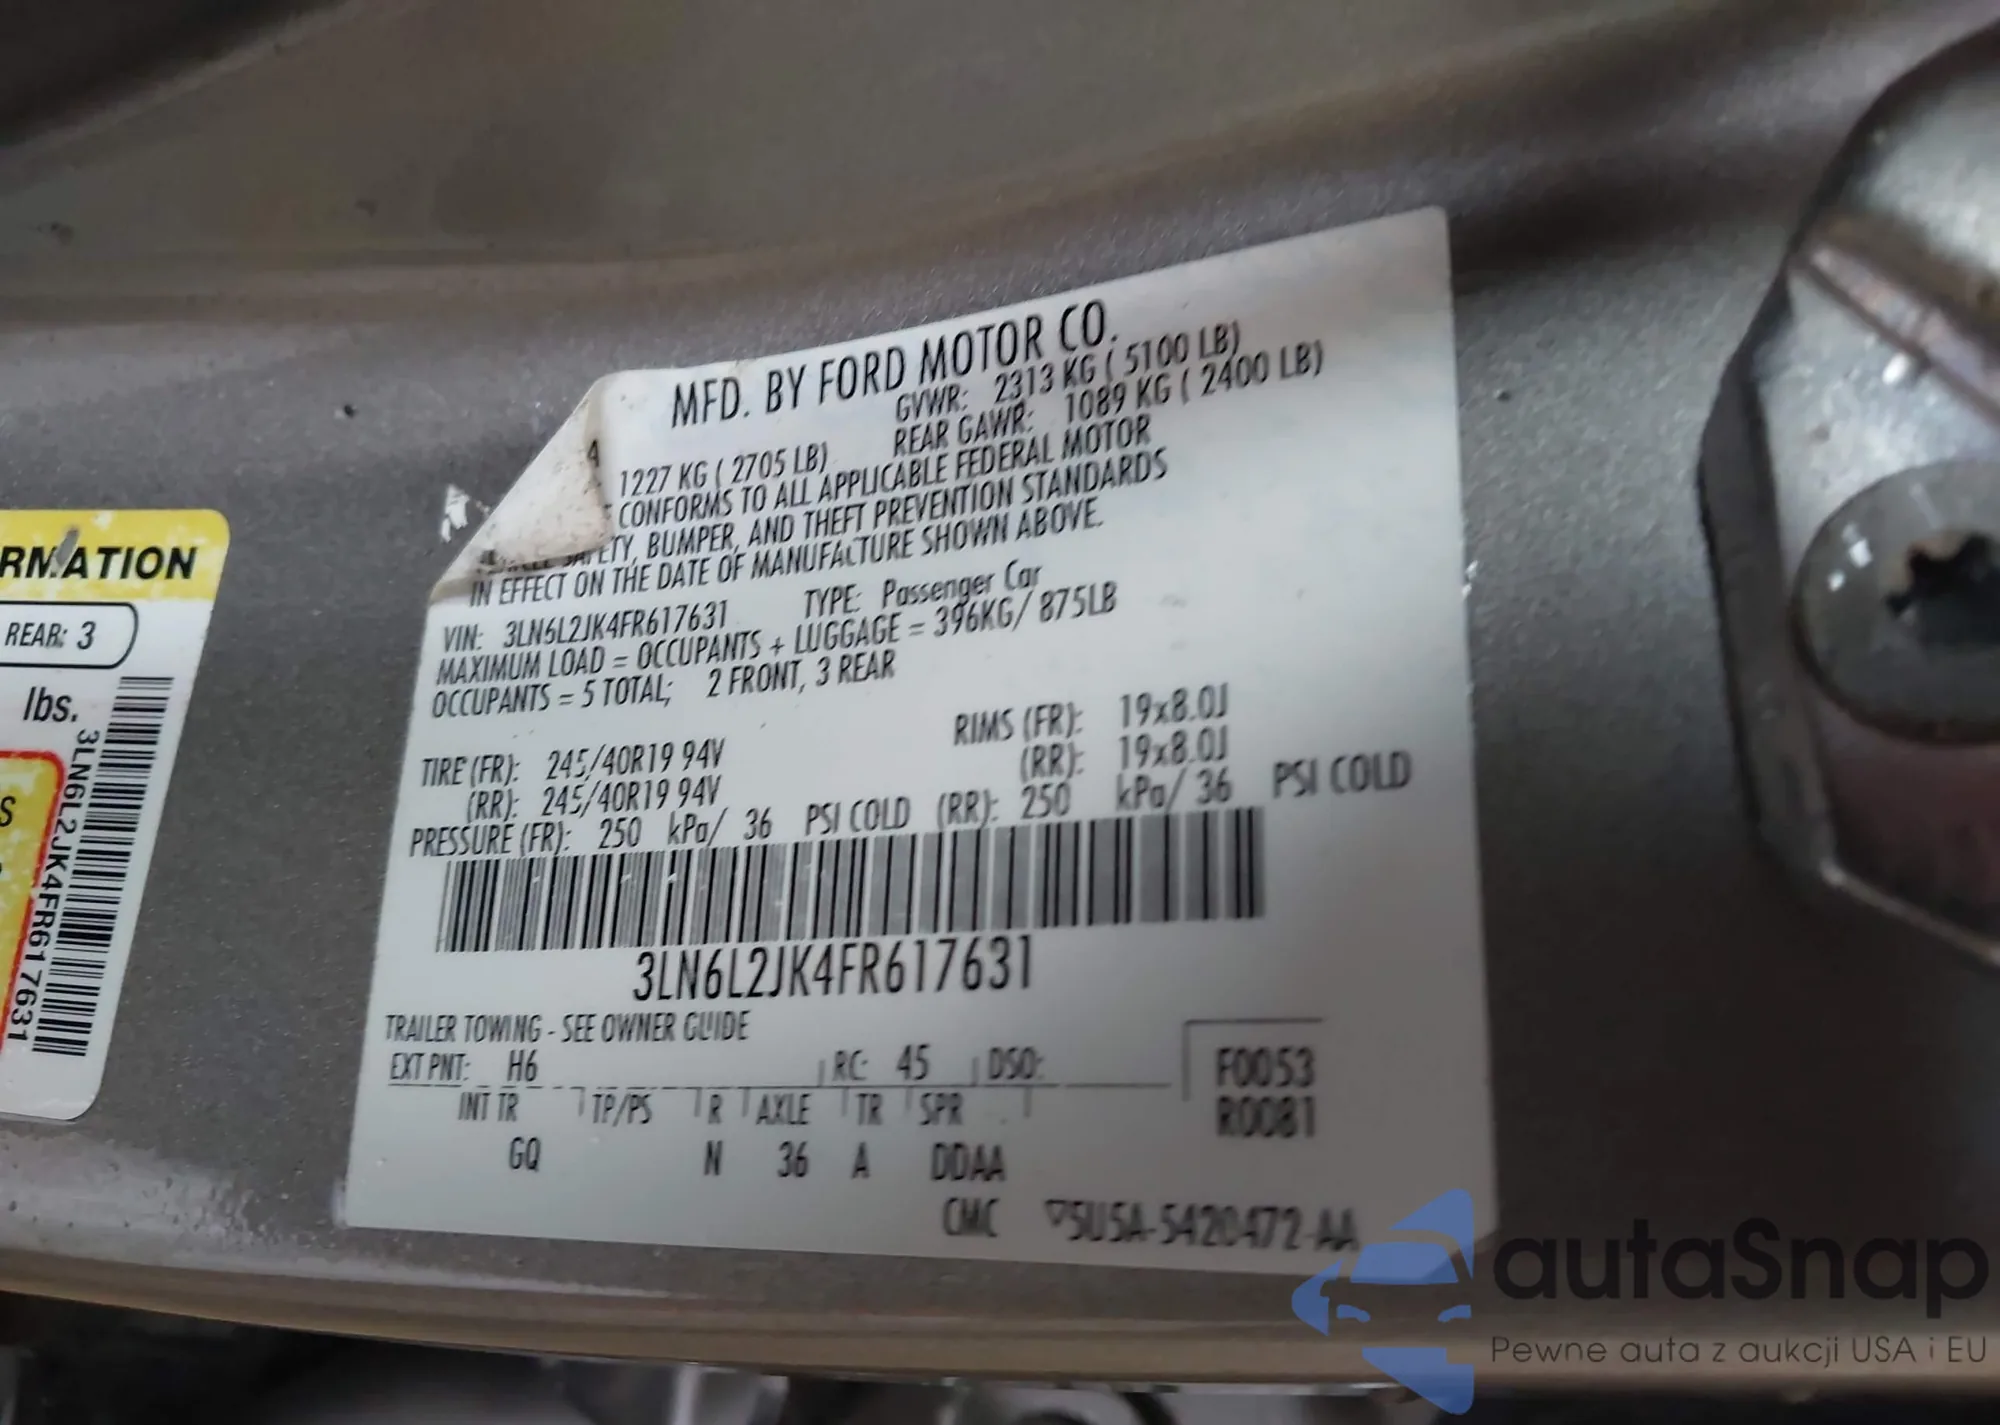 MFD. BY FORD MOTOR CO.
GVWR: 2313 KG ( 5100 LB)
4
1227 KG ( 2705 LB) REAR GAWR: 1089 KG ( 2400 LB)
CONFORMS TO ALL APPLICABLE FEDERAL MOTOR
SAFETY, BUMPER, AND THEFT PREVENTION STANDARDS
IN EFFECT ON THE DATE OF MANUFACTURE SHOWN ABOVE.
VIN: 3LN6L2JK4FR617631 TYPE: Passenger Car
MAXIMUM LOAD = OCCUPANTS + LUGGAGE = 396KG/ 875LB
OCCUPANTS = 5 TOTAL; 2 FRONT, 3 REAR
RIMS (FR): 19x8.0J
TIRE (FR): 245/40R19 94V (RR): 19x8.0J
(RR): 245/40R19 94V
PRESSURE (FR): 250 kPa/ 36 PSI COLD (RR): 250 kPa/ 36 PSI COLD
3LN6L2JK4FR617631
TRAILER TOWING - SEE OWNER GUIDE
EXT PNT: H6 RC: 45 DSO: F0053
INT TR TP/PS R AXLE TR SPR R0081
GQ N 36 A DDAA
CMC ▽5U5A-5420472-AA
RMATION
REAR: 3
lbs.
S
3LN6L2JK4FR617631
autaSnap
Pewne auta z aukcji USA i EU